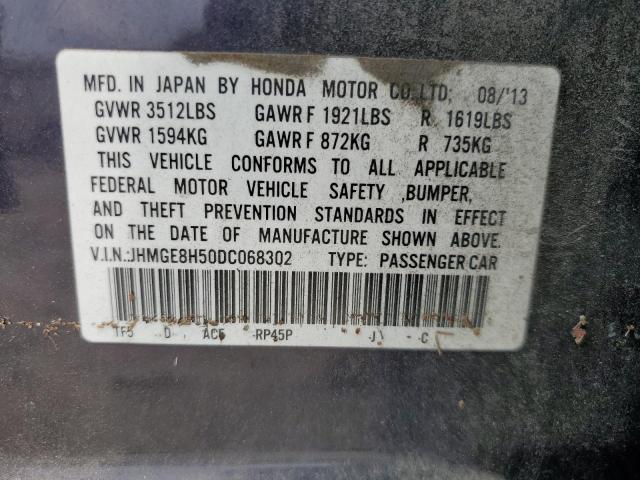 MFD. IN JAPAN BY HONDA MOTOR CO.,LTD; 08/'13
GVWR 3512LBS GAWR F 1921LBS R 1619LBS
GVWR 1594KG GAWR F 872KG R 735KG
THIS VEHICLE CONFORMS TO ALL APPLICABLE
FEDERAL MOTOR VEHICLE SAFETY ,BUMPER,
AND THEFT PREVENTION STANDARDS IN EFFECT
ON THE DATE OF MANUFACTURE SHOWN ABOVE.
V.I.N.:JHMGE8H50DC068302 TYPE: PASSENGER CAR
TF5 D AC5 -RP45P -J -C